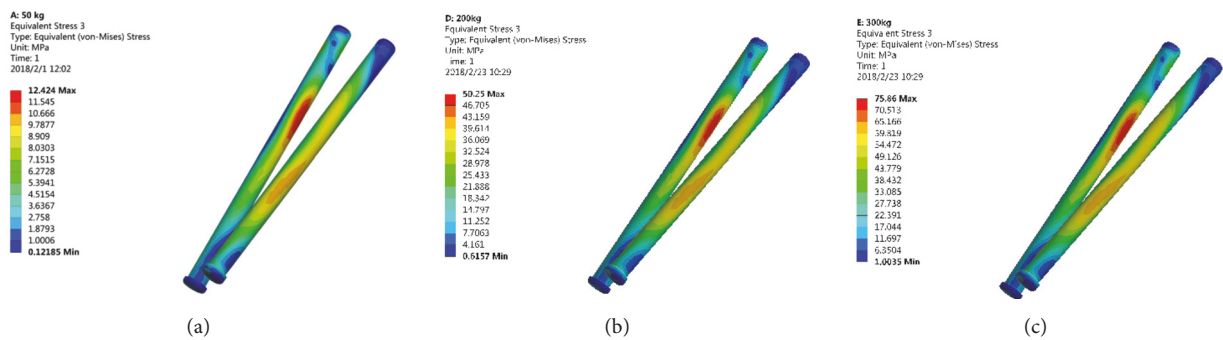 A: 50 kg
Equivalent Stress 3
Type: Equivalent (von-Mises) Stress
Unit: MPa
Time: 1
2018/2/1 12:02
12.424 Max
11.545
10.666
9.7877
8.909
8.0303
7.1515
6.2728
5.3941
4.5154
3.6367
2.758
1.8793
1.0006
0.12185 Min
(a)
D: 200kg
Equivalent Stress 3
Type: Equivalent (von-Mises) Stress
Unit: MPa
Time: 1
2018/2/23 10:29
50.25 Max
46.705
43.159
39.614
36.069
32.524
28.978
25.433
21.888
18.342
14.797
11.252
7.7063
4.161
0.6157 Min
(b)
E: 300kg
Equivalent Stress 3
Type: Equivalent (von-Mises) Stress
Unit: MPa
Time: 1
2018/2/23 10:29
75.86 Max
70.513
65.166
59.819
54.472
49.126
43.779
38.432
33.085
27.738
22.391
17.044
11.697
6.3504
1.0035 Min
(c)